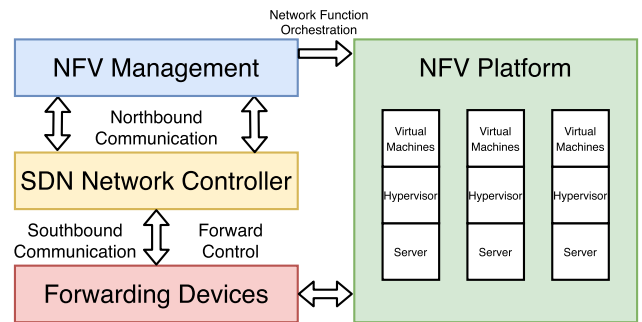 Network Function
Orchestration
NFV Management
NFV Platform
Northbound
Communication
SDN Network Controller
Southbound
Communication
Forward
Control
Forwarding Devices
Virtual
Machines
Hypervisor
Server
Virtual
Machines
Hypervisor
Server
Virtual
Machines
Hypervisor
Server